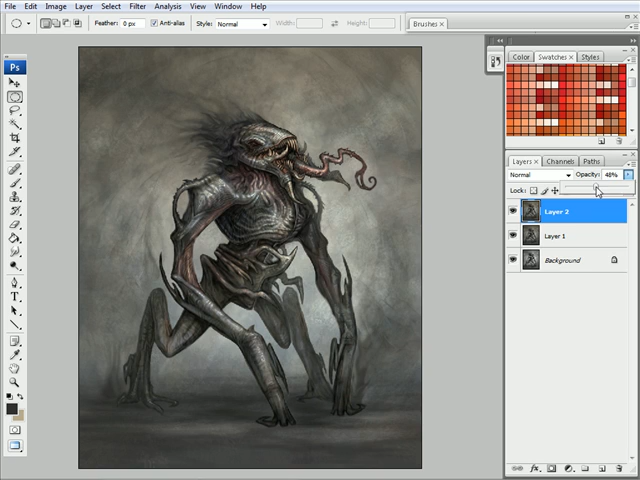 File Edit Image Layer Select Filter Analysis View Window Help
Feather: 0 px Anti-alias Style: Normal Width: Height: Brushes ×
Ps
Color Swatches × Styles
Layers × Channels Paths
Normal Opacity: 48%
Lock:
Layer 2
Layer 1
Background
T